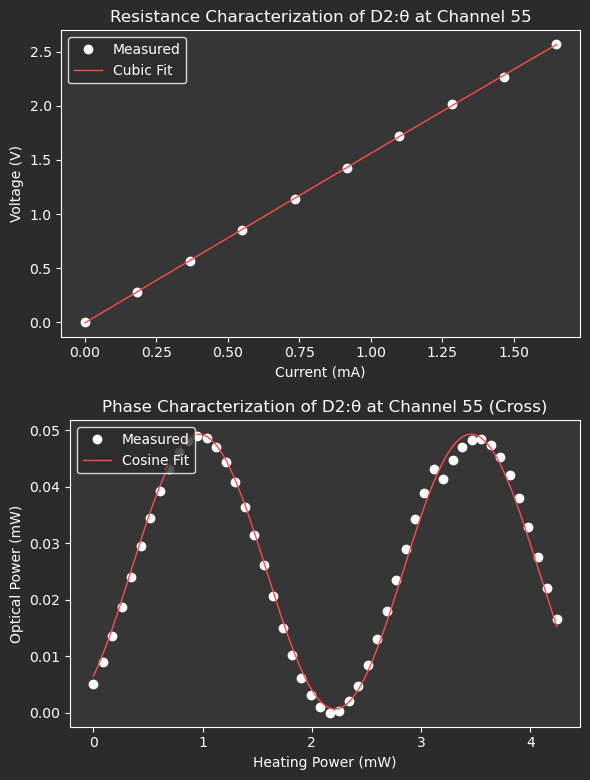 Resistance Characterization of D2:θ at Channel 55
Measured
Cubic Fit
2.5
2.0
1.5
1.0
0.5
0.0
Voltage (V)
0.00 0.25 0.50 0.75 1.00 1.25 1.50
Current (mA)
Phase Characterization of D2:θ at Channel 55 (Cross)
Measured
Cosine Fit
0.05
0.04
0.03
0.02
0.01
0.00
Optical Power (mW)
0 1 2 3 4
Heating Power (mW)